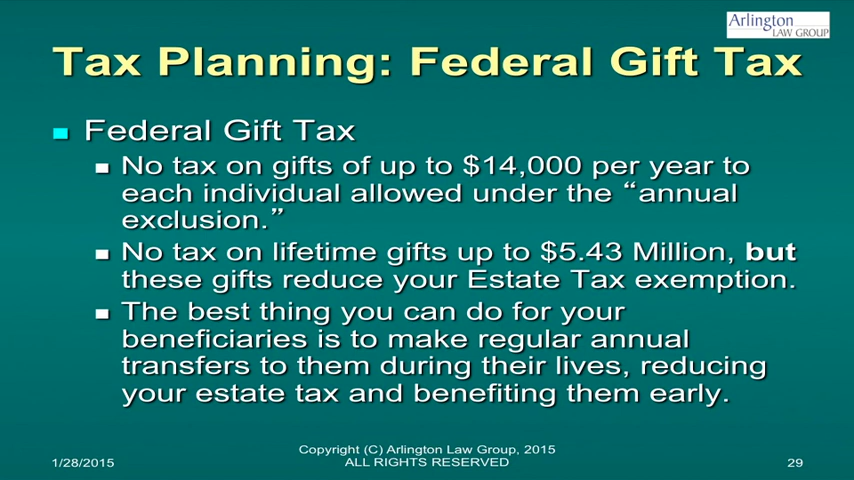 Arlington
LAW GROUP
Tax Planning: Federal Gift Tax
Federal Gift Tax
No tax on gifts of up to $14,000 per year to
each individual allowed under the “annual
exclusion.”
No tax on lifetime gifts up to $5.43 Million, but
these gifts reduce your Estate Tax exemption.
The best thing you can do for your
beneficiaries is to make regular annual
transfers to them during their lives, reducing
your estate tax and benefiting them early.
1/28/2015
Copyright (C) Arlington Law Group, 2015
ALL RIGHTS RESERVED
29